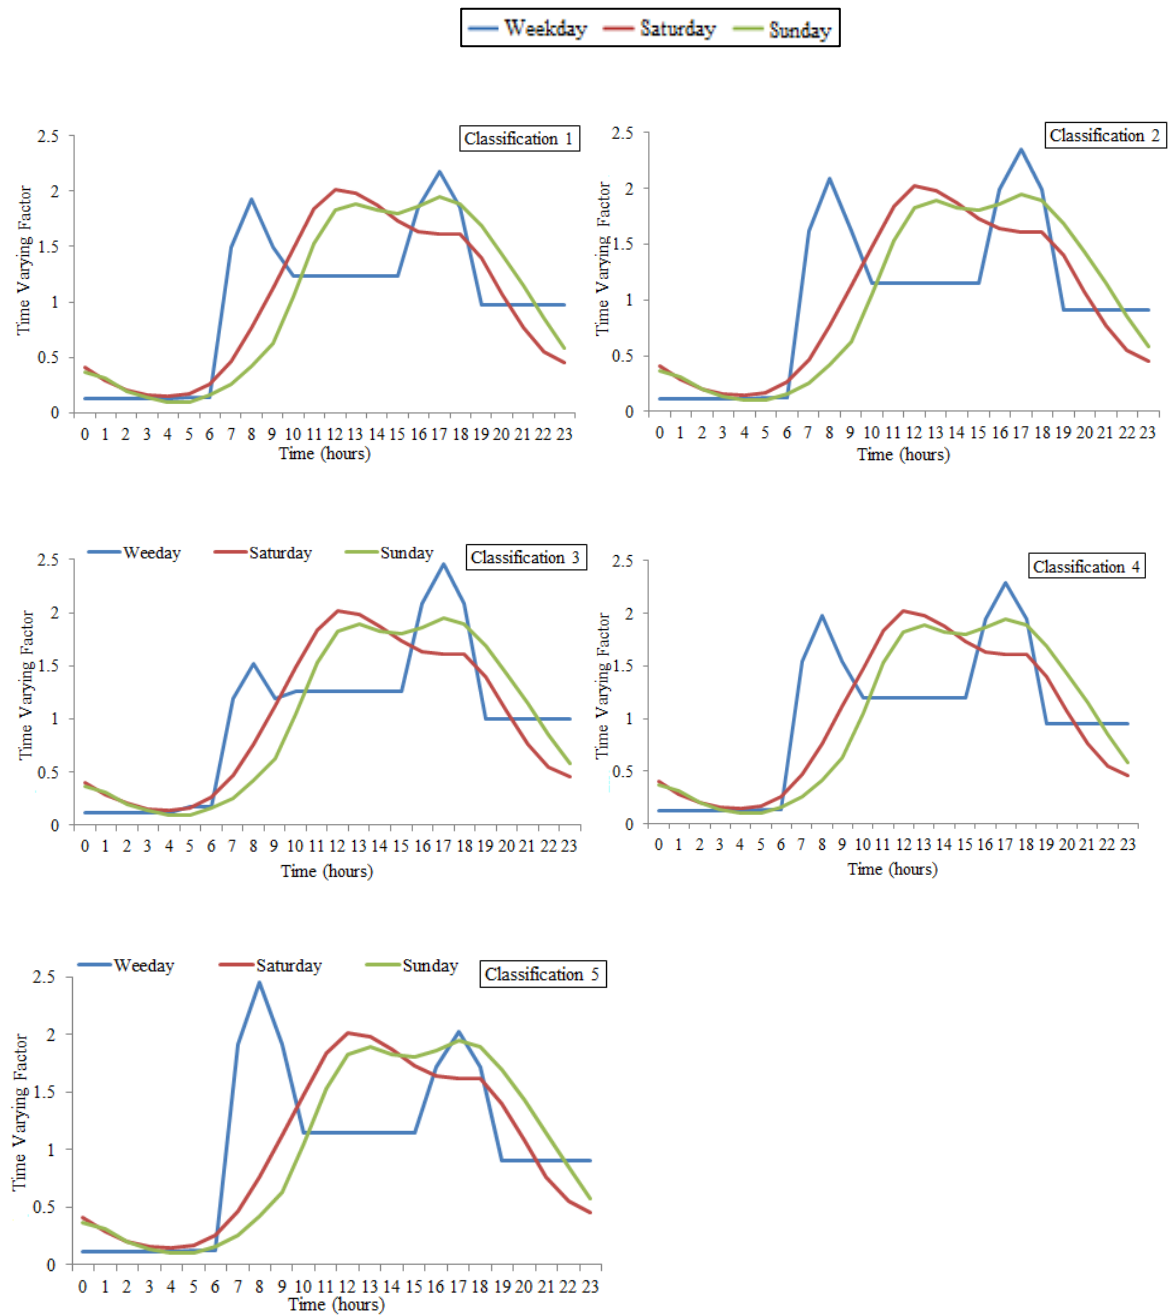 Weekday Saturday Sunday
Classification 1
Time Varying Factor
2.5
2
1.5
1
0.5
0
0 1 2 3 4 5 6 7 8 9 10 11 12 13 14 15 16 17 18 19 20 21 22 23
Time (hours)
Classification 2
Time Varying Factor
2.5
2
1.5
1
0.5
0
0 1 2 3 4 5 6 7 8 9 10 11 12 13 14 15 16 17 18 19 20 21 22 23
Time (hours)
Weeday Saturday Sunday
Classification 3
Time Varying Factor
2.5
2
1.5
1
0.5
0
0 1 2 3 4 5 6 7 8 9 10 11 12 13 14 15 16 17 18 19 20 21 22 23
Time (hours)
Classification 4
Time Varying Factor
2.5
2
1.5
1
0.5
0
0 1 2 3 4 5 6 7 8 9 10 11 12 13 14 15 16 17 18 19 20 21 22 23
Time (hours)
Weeday Saturday Sunday
Classification 5
Time Varying Factor
2.5
2
1.5
1
0.5
0
0 1 2 3 4 5 6 7 8 9 10 11 12 13 14 15 16 17 18 19 20 21 22 23
Time (hours)